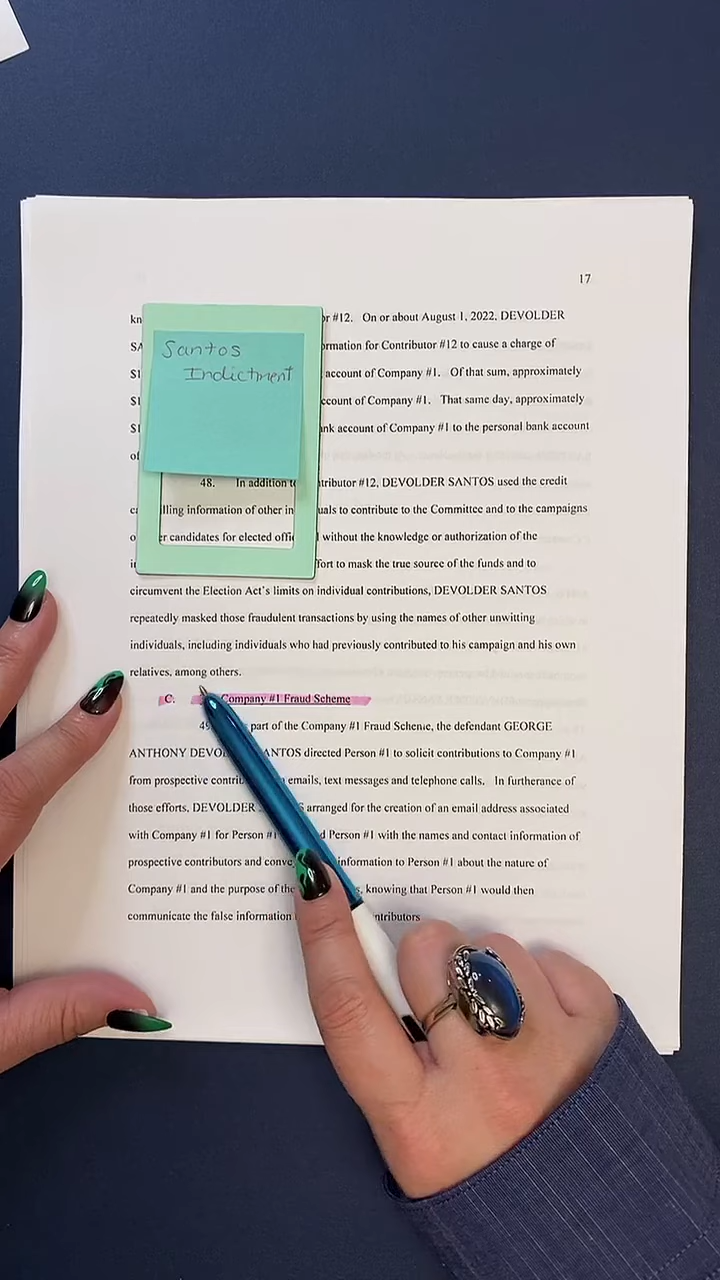 17
kn r #12. On or about August 1, 2022, DEVOLDER
SA rmation for Contributor #12 to cause a charge of
$1 account of Company #1. Of that sum, approximately
$1 ccount of Company #1. That same day, approximately
$1 nk account of Company #1 to the personal bank account
of
Santos
Indictment
48. In addition t tributor #12, DEVOLDER SANTOS used the credit
ca lling information of other in uals to contribute to the Committee and to the campaigns
o er candidates for elected offic without the knowledge or authorization of the
fort to mask the true source of the funds and to
circumvent the Election Act's limits on individual contributions, DEVOLDER SANTOS
repeatedly masked those fraudulent transactions by using the names of other unwitting
individuals, including individuals who had previously contributed to his campaign and his own
relatives, among others.
C. Company #1 Fraud Scheme
49 part of the Company #1 Fraud Scheme, the defendant GEORGE
ANTHONY DEVO ANTOS directed Person #1 to solicit contributions to Company #1
from prospective contrib emails, text messages and telephone calls. In furtherance of
those efforts, DEVOLDER S arranged for the creation of an email address associated
with Company #1 for Person #1 d Person #1 with the names and contact information of
prospective contributors and conve information to Person #1 about the nature of
Company #1 and the purpose of the s, knowing that Person #1 would then
communicate the false information ntributors